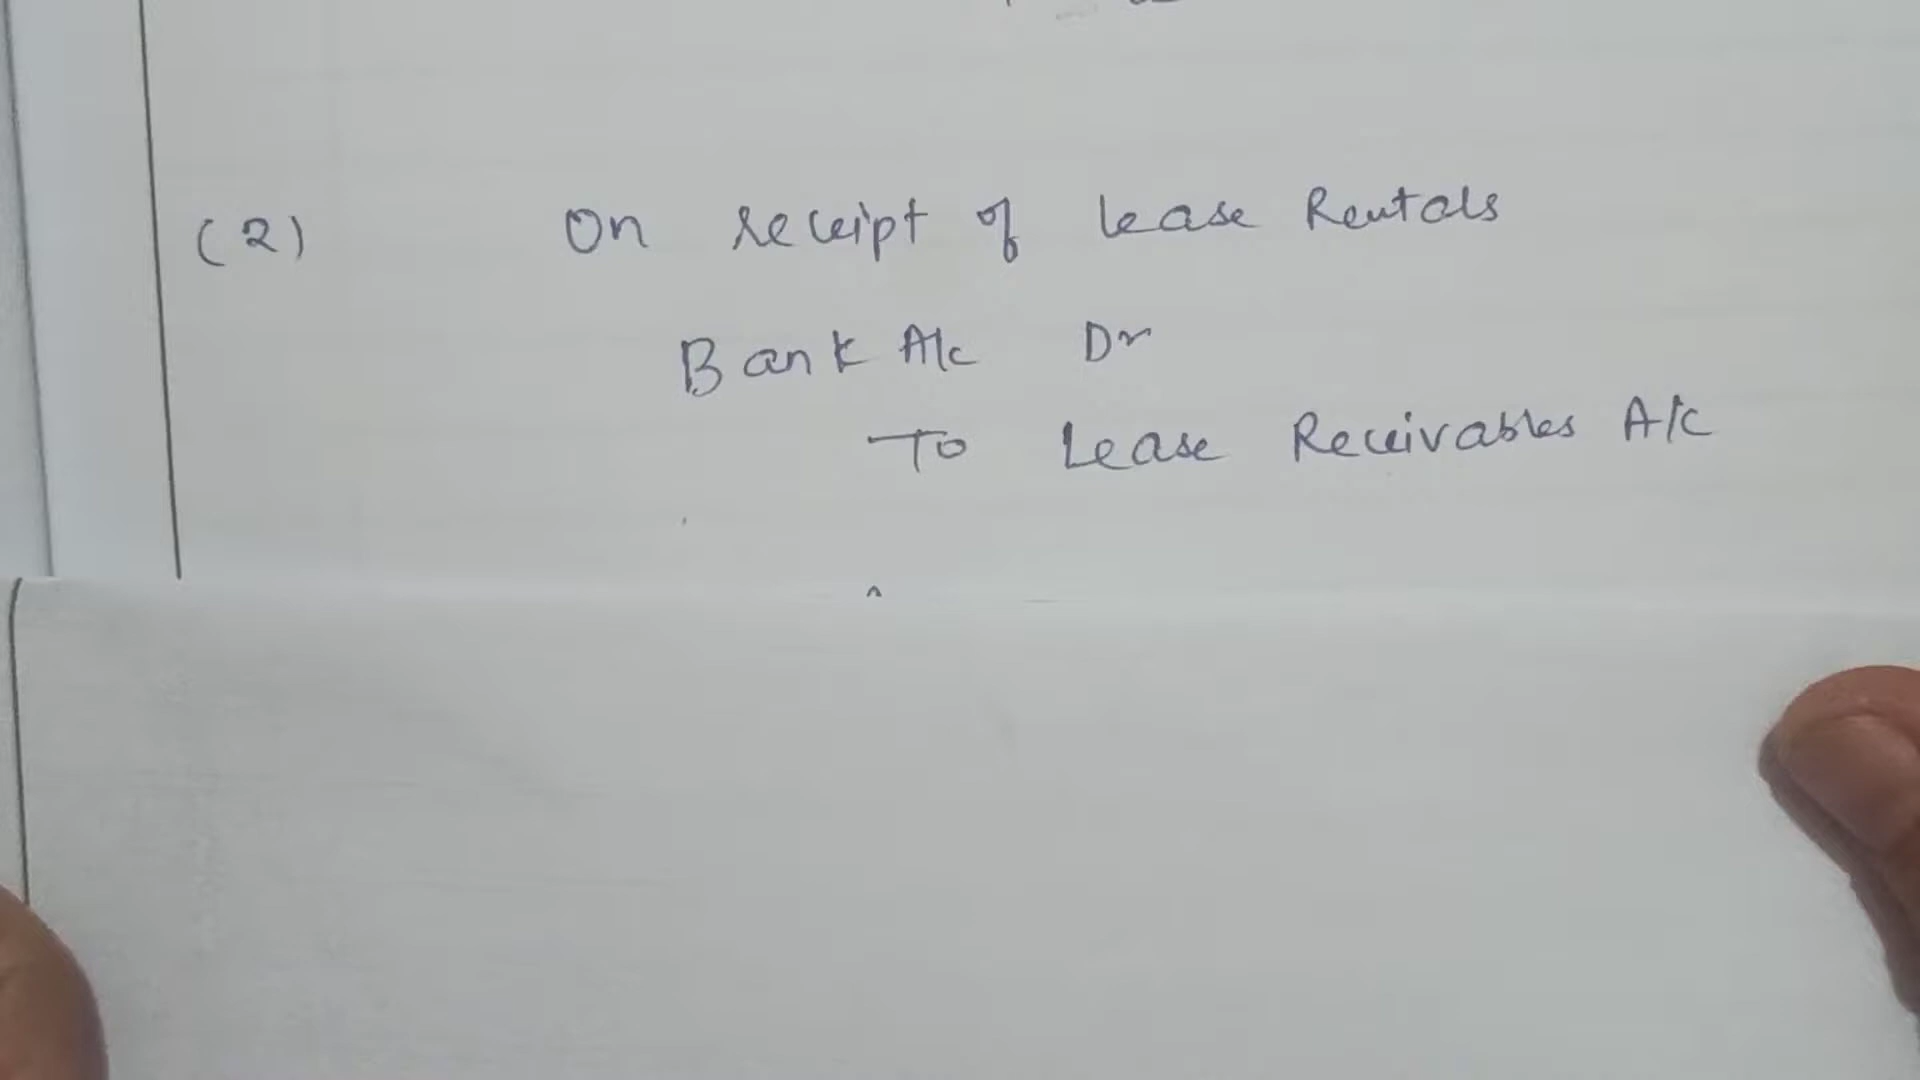 (2) On receipt of lease Rentals
Bank A/c Dr
To Lease Receivables A/c